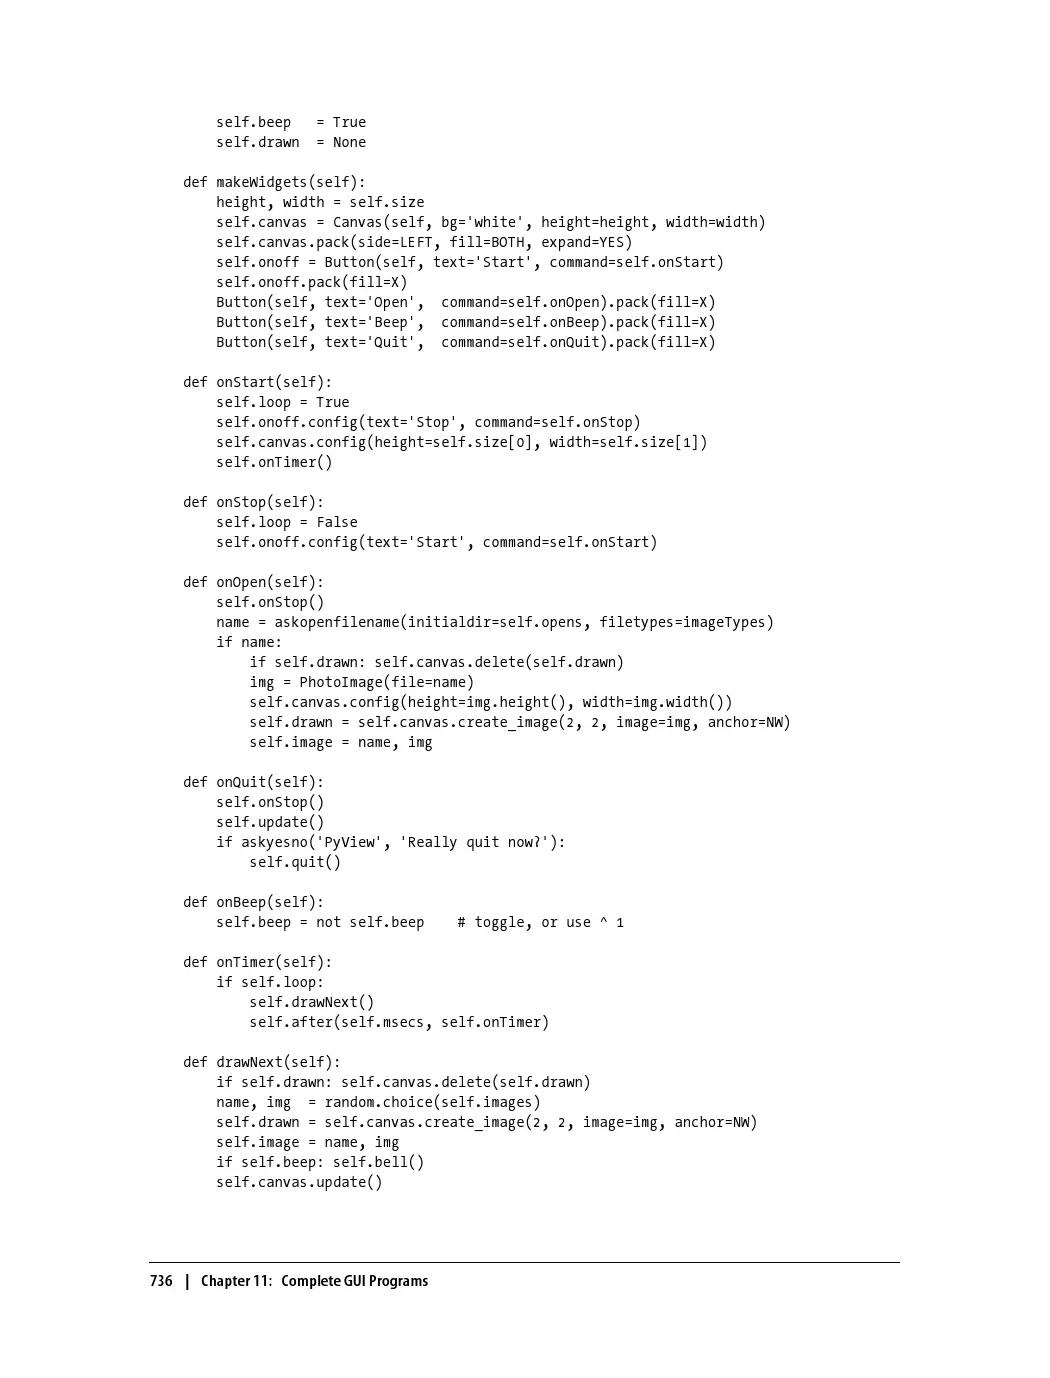 self.beep   = True
        self.drawn  = None

    def makeWidgets(self):
        height, width = self.size
        self.canvas = Canvas(self, bg='white', height=height, width=width)
        self.canvas.pack(side=LEFT, fill=BOTH, expand=YES)
        self.onoff = Button(self, text='Start', command=self.onStart)
        self.onoff.pack(fill=X)
        Button(self, text='Open',  command=self.onOpen).pack(fill=X)
        Button(self, text='Beep',  command=self.onBeep).pack(fill=X)
        Button(self, text='Quit',  command=self.onQuit).pack(fill=X)

    def onStart(self):
        self.loop = True
        self.onoff.config(text='Stop', command=self.onStop)
        self.canvas.config(height=self.size[0], width=self.size[1])
        self.onTimer()

    def onStop(self):
        self.loop = False
        self.onoff.config(text='Start', command=self.onStart)

    def onOpen(self):
        self.onStop()
        name = askopenfilename(initialdir=self.opens, filetypes=imageTypes)
        if name:
            if self.drawn: self.canvas.delete(self.drawn)
            img = PhotoImage(file=name)
            self.canvas.config(height=img.height(), width=img.width())
            self.drawn = self.canvas.create_image(2, 2, image=img, anchor=NW)
            self.image = name, img

    def onQuit(self):
        self.onStop()
        self.update()
        if askyesno('PyView', 'Really quit now?'):
            self.quit()

    def onBeep(self):
        self.beep = not self.beep    # toggle, or use ^ 1

    def onTimer(self):
        if self.loop:
            self.drawNext()
            self.after(self.msecs, self.onTimer)

    def drawNext(self):
        if self.drawn: self.canvas.delete(self.drawn)
        name, img  = random.choice(self.images)
        self.drawn = self.canvas.create_image(2, 2, image=img, anchor=NW)
        self.image = name, img
        if self.beep: self.bell()
        self.canvas.update()

736 | Chapter 11: Complete GUI Programs